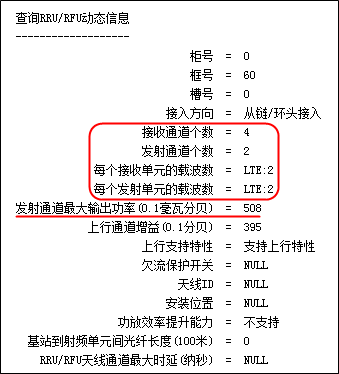 查询RRU/RFU动态信息
-------------------
柜号 = 0
框号 = 60
槽号 = 0
接入方向 = 从链/环头接入
接收通道个数 = 4
发射通道个数 = 2
每个接收单元的载波数 = LTE:2
每个发射单元的载波数 = LTE:2
发射通道最大输出功率(0.1毫瓦分贝) = 508
上行通道增益(0.1分贝) = 395
上行支持特性 = 支持上行特性
欠流保护开关 = NULL
天线ID = NULL
安装位置 = NULL
功放效率提升能力 = 不支持
基站到射频单元间光纤长度(100米) = 0
RRU/RFU天线通道最大时延(纳秒) = NULL